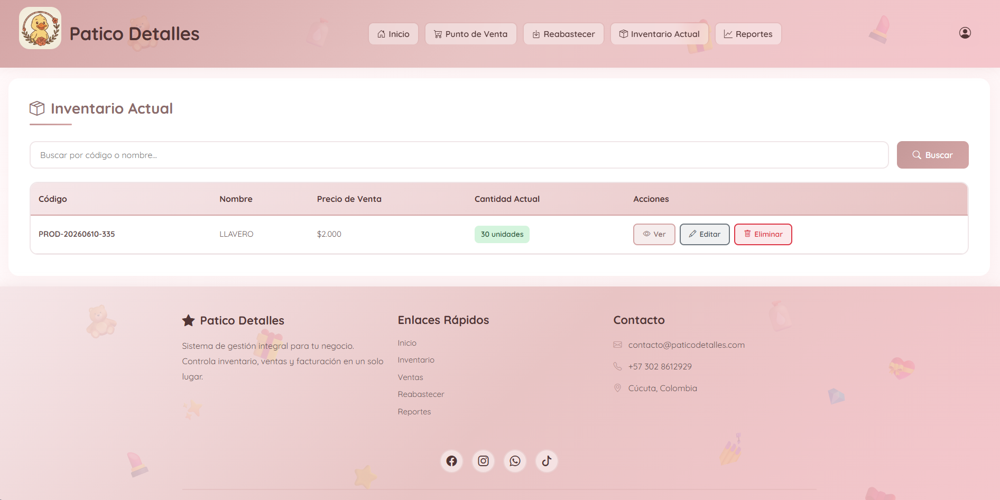 Patico Detalles
Inicio
Punto de Venta
Reabastecer
Inventario Actual
Reportes
Inventario Actual
Buscar por código o nombre...
Buscar
Código Nombre Precio de Venta Cantidad Actual Acciones
PROD-20260610-335 LLAVERO $2.000 30 unidades Ver Editar Eliminar
Patico Detalles
Sistema de gestión integral para tu negocio.
Controla inventario, ventas y facturación en un solo
lugar.
Enlaces Rápidos
Inicio
Inventario
Ventas
Reabastecer
Reportes
Contacto
contacto@paticodetalles.com
+57 302 8612929
Cúcuta, Colombia